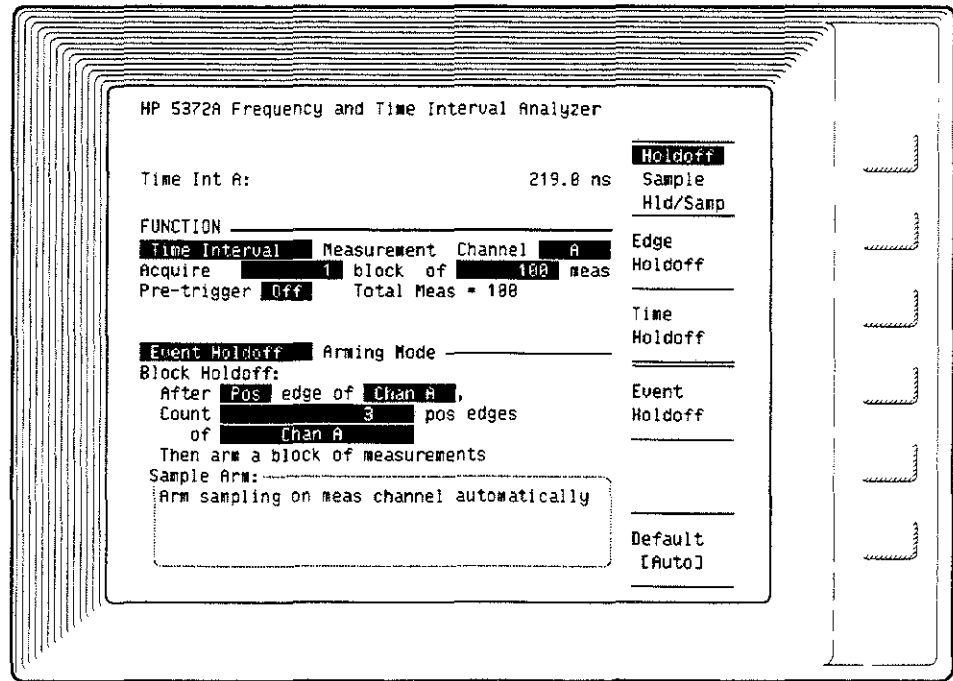 HP 5372A Frequency and Time Interval Analyzer
Time Int A: 219.0 ns
FUNCTION
Time Interval Measurement Channel A
Acquire 1 block of 100 meas
Pre-trigger Off Total Meas = 100
Event Holdoff Arming Mode
Block Holdoff:
After Pos edge of Chan A ,
Count 3 pos edges
of Chan A
Then arm a block of measurements
Sample Arm:
Arm sampling on meas channel automatically
Holdoff
Sample
Hld/Samp
Edge
Holdoff
Time
Holdoff
Event
Holdoff
Default
[Auto]